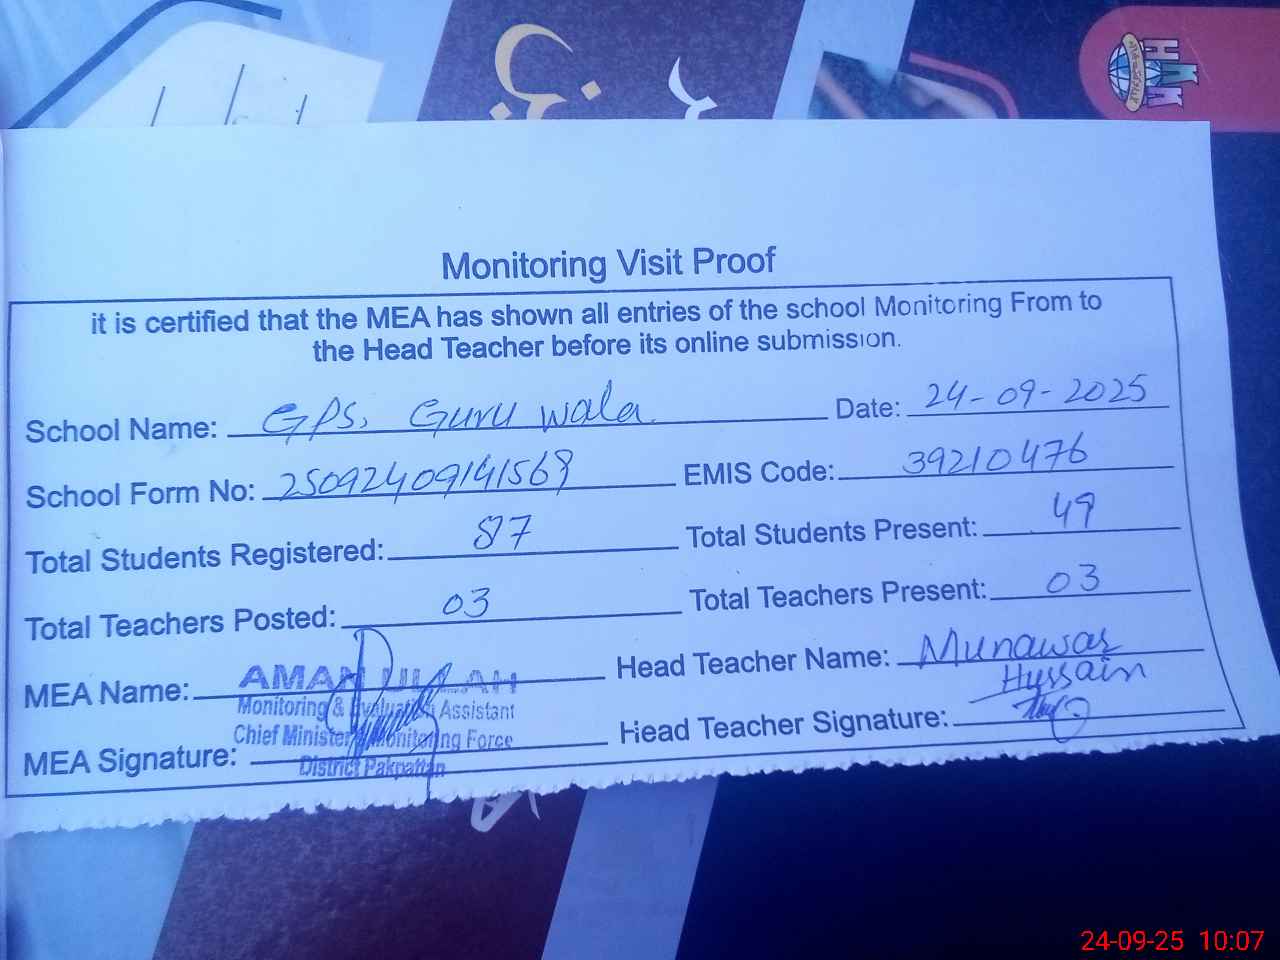 Monitoring Visit Proof
it is certified that the MEA has shown all entries of the school Monitoring From to
the Head Teacher before its online submission.
School Name: GPS, Guru wala. Date: 24-09-2025
School Form No: 25092409141569 EMIS Code: 39210476
Total Students Registered: 87 Total Students Present: 49
Total Teachers Posted: 03 Total Teachers Present: 03
MEA Name: AMAN ULLAH Head Teacher Name: Munawar
Hussain
Monitoring & Evaluation Assistant
Chief Minister's Monitoring Force
MEA Signature: Head Teacher Signature:
District Pakpattan
24-09-25 10:07